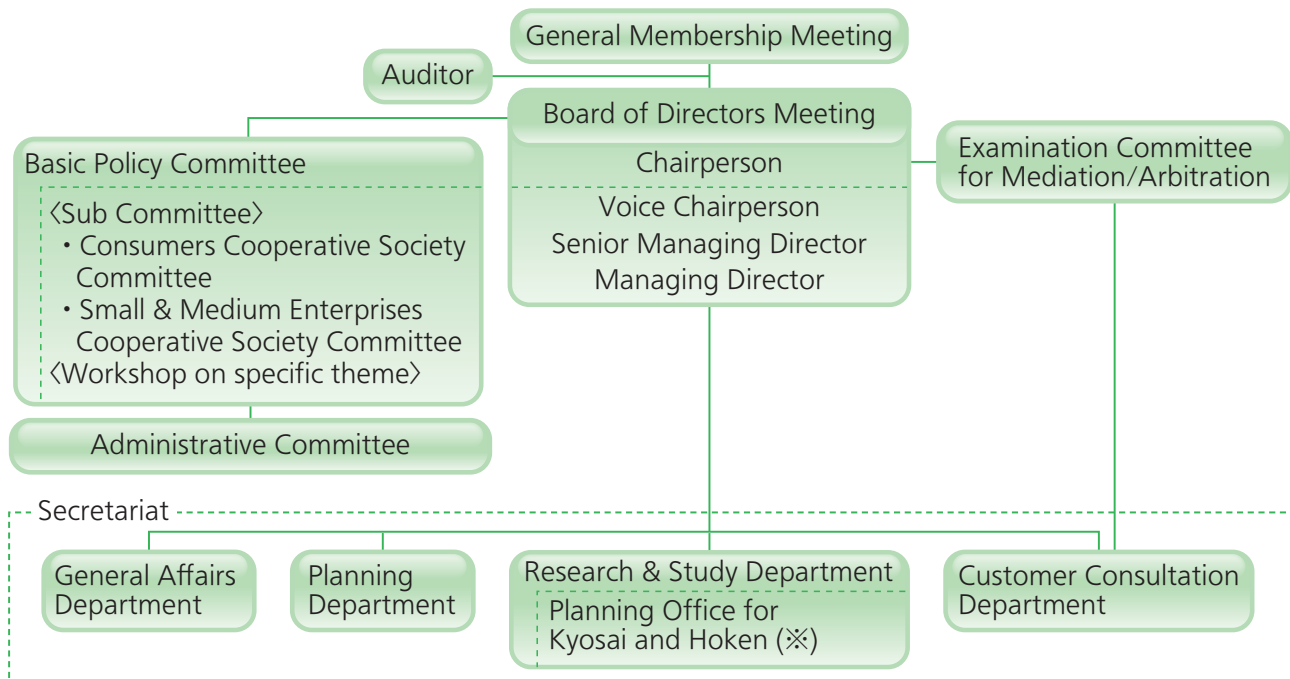 General Membership Meeting
Auditor
Board of Directors Meeting
Chairperson
Voice Chairperson
Senior Managing Director
Managing Director
Basic Policy Committee
〈Sub Committee〉
・Consumers Cooperative Society
Committee
・Small & Medium Enterprises
Cooperative Society Committee
〈Workshop on specific theme〉
Examination Committee
for Mediation/Arbitration
Administrative Committee
Secretariat
General Affairs
Department
Planning
Department
Research & Study Department
Planning Office for
Kyosai and Hoken (※)
Customer Consultation
Department